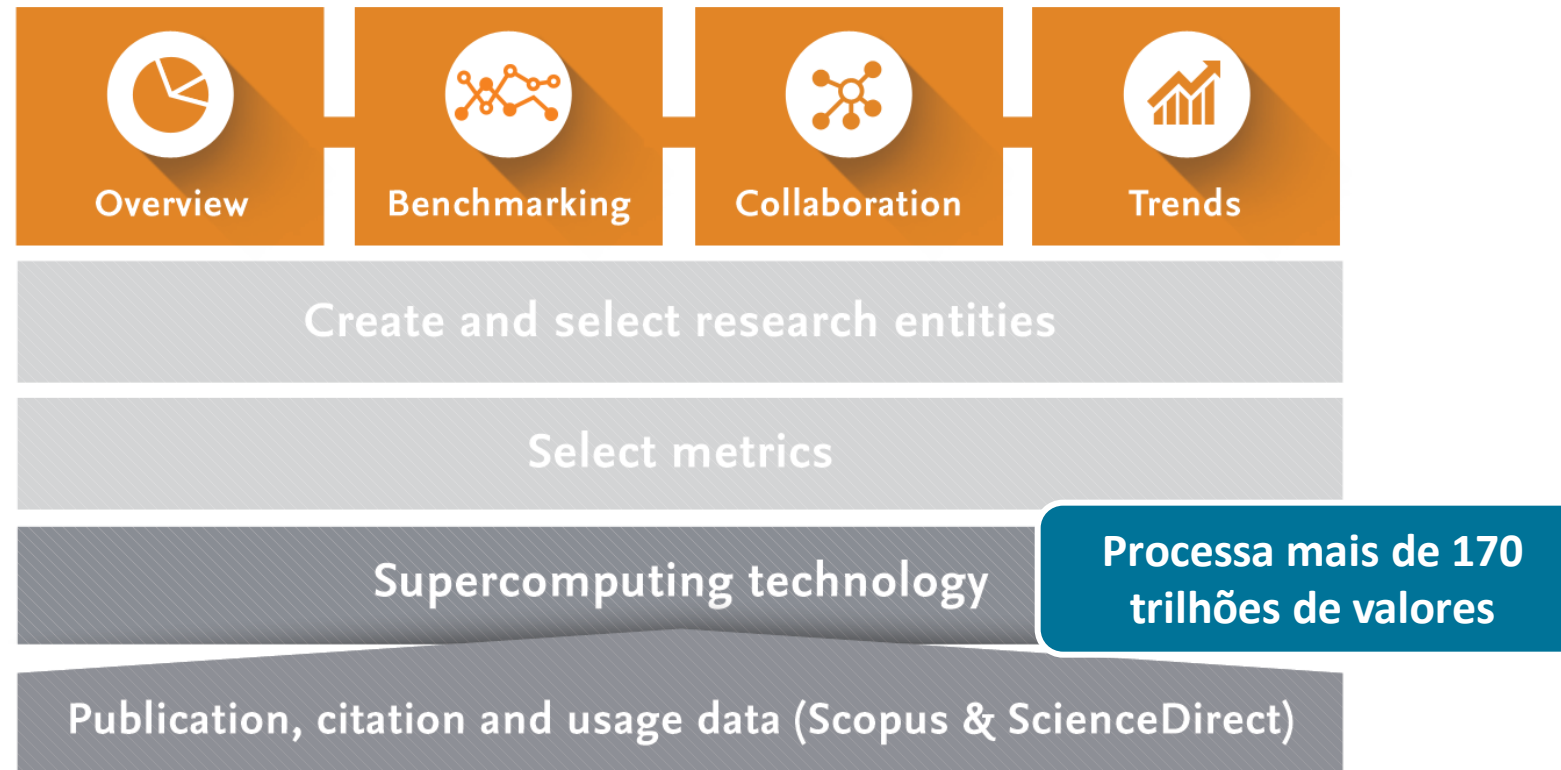 Overview
Benchmarking
Collaboration
Trends
Create and select research entities
Select metrics
Supercomputing technology
Processa mais de 170
trilhões de valores
Publication, citation and usage data (Scopus & ScienceDirect)